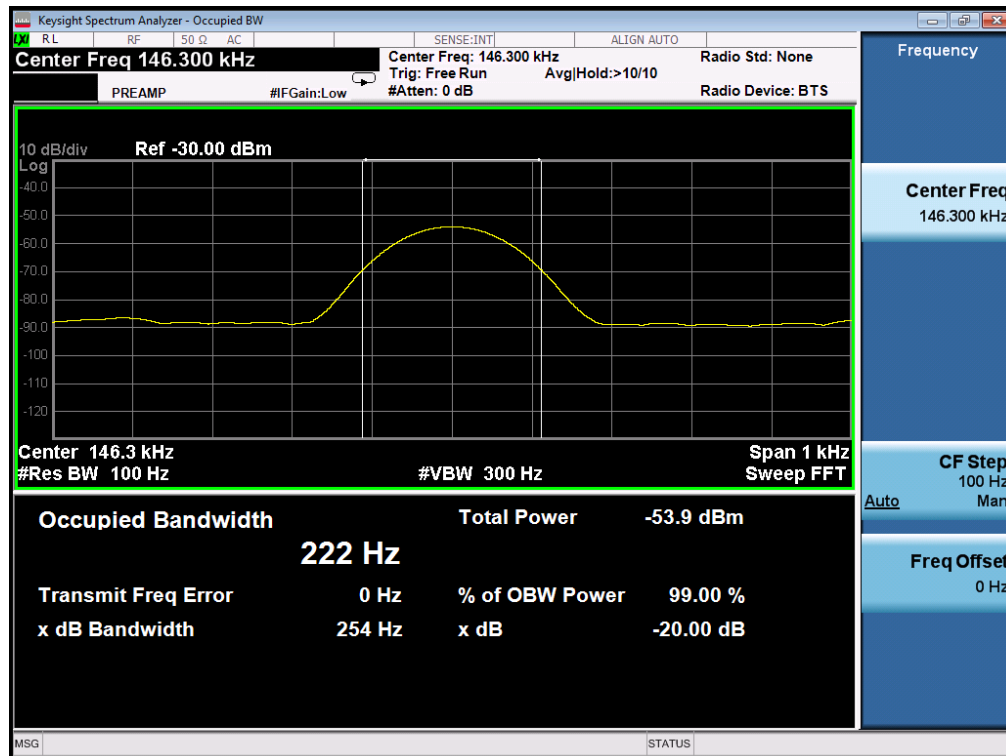 Keysight Spectrum Analyzer - Occupied BW
LXI RL RF 50 Ω AC SENSE:INT ALIGN AUTO
Center Freq 146.300 kHz
Center Freq: 146.300 kHz Radio Std: None
Trig: Free Run Avg|Hold:>10/10
PREAMP #IFGain:Low #Atten: 0 dB Radio Device: BTS
10 dB/div Ref -30.00 dBm
Log
-40.0
-50.0
-60.0
-70.0
-80.0
-90.0
-100
-110
-120
Center 146.3 kHz Span 1 kHz
#Res BW 100 Hz #VBW 300 Hz Sweep FFT
Occupied Bandwidth Total Power -53.9 dBm
222 Hz
Transmit Freq Error 0 Hz % of OBW Power 99.00 %
x dB Bandwidth 254 Hz x dB -20.00 dB
MSG STATUS
Frequency
Center Freq
146.300 kHz
CF Step
100 Hz
Auto Man
Freq Offset
0 Hz